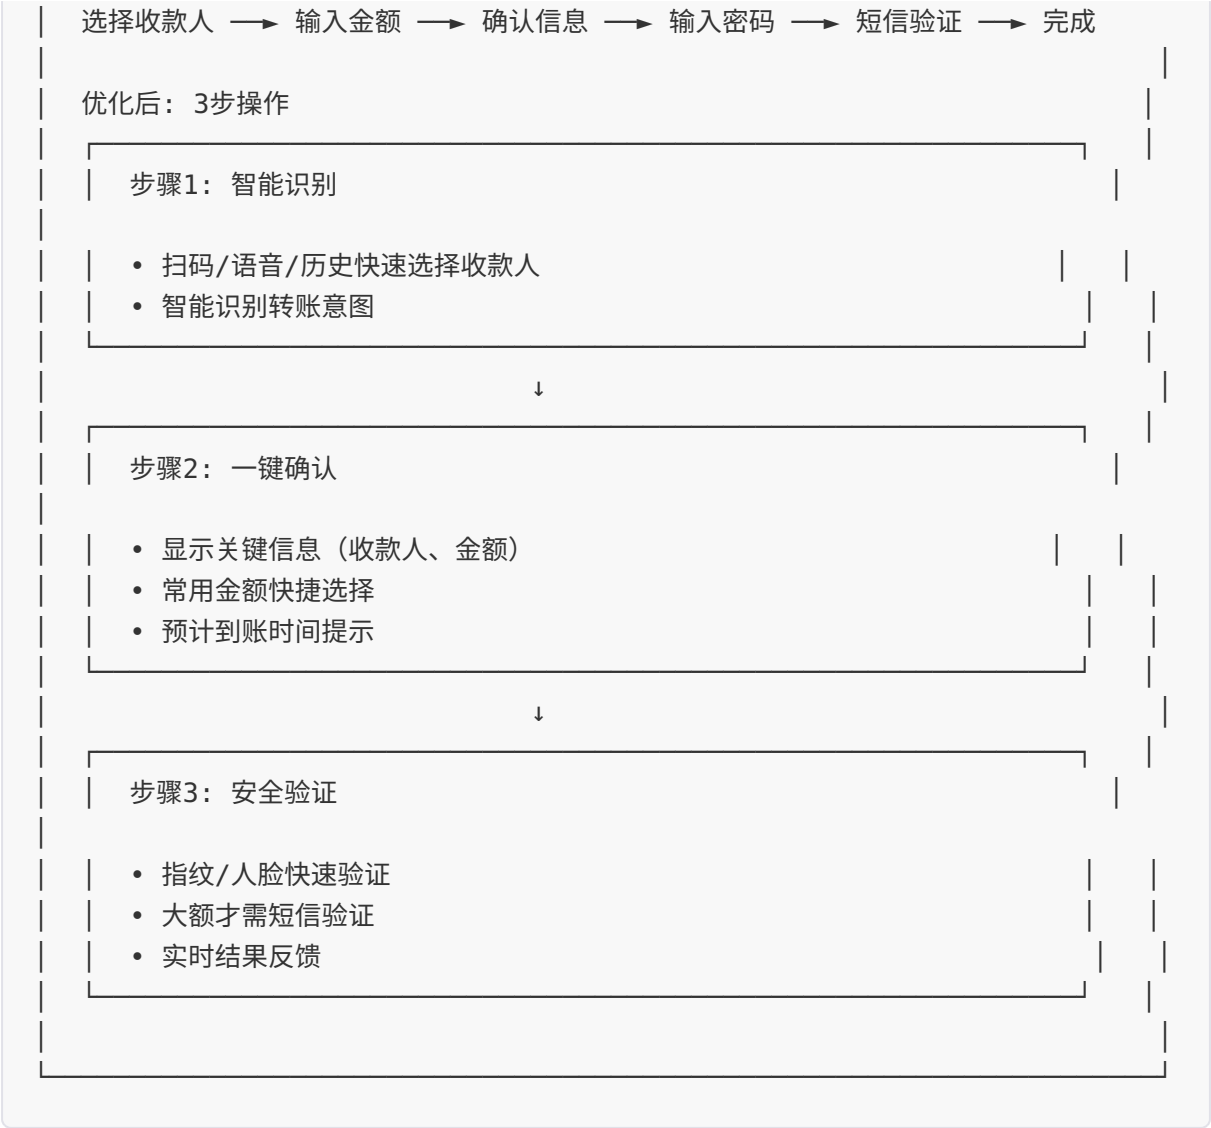 选择收款人 ──► 输入金额 ──► 确认信息 ──► 输入密码 ──► 短信验证 ──► 完成
优化后: 3步操作
步骤1: 智能识别
• 扫码/语音/历史快速选择收款人
• 智能识别转账意图
↓
步骤2: 一键确认
• 显示关键信息（收款人、金额）
• 常用金额快捷选择
• 预计到账时间提示
↓
步骤3: 安全验证
• 指纹/人脸快速验证
• 大额才需短信验证
• 实时结果反馈